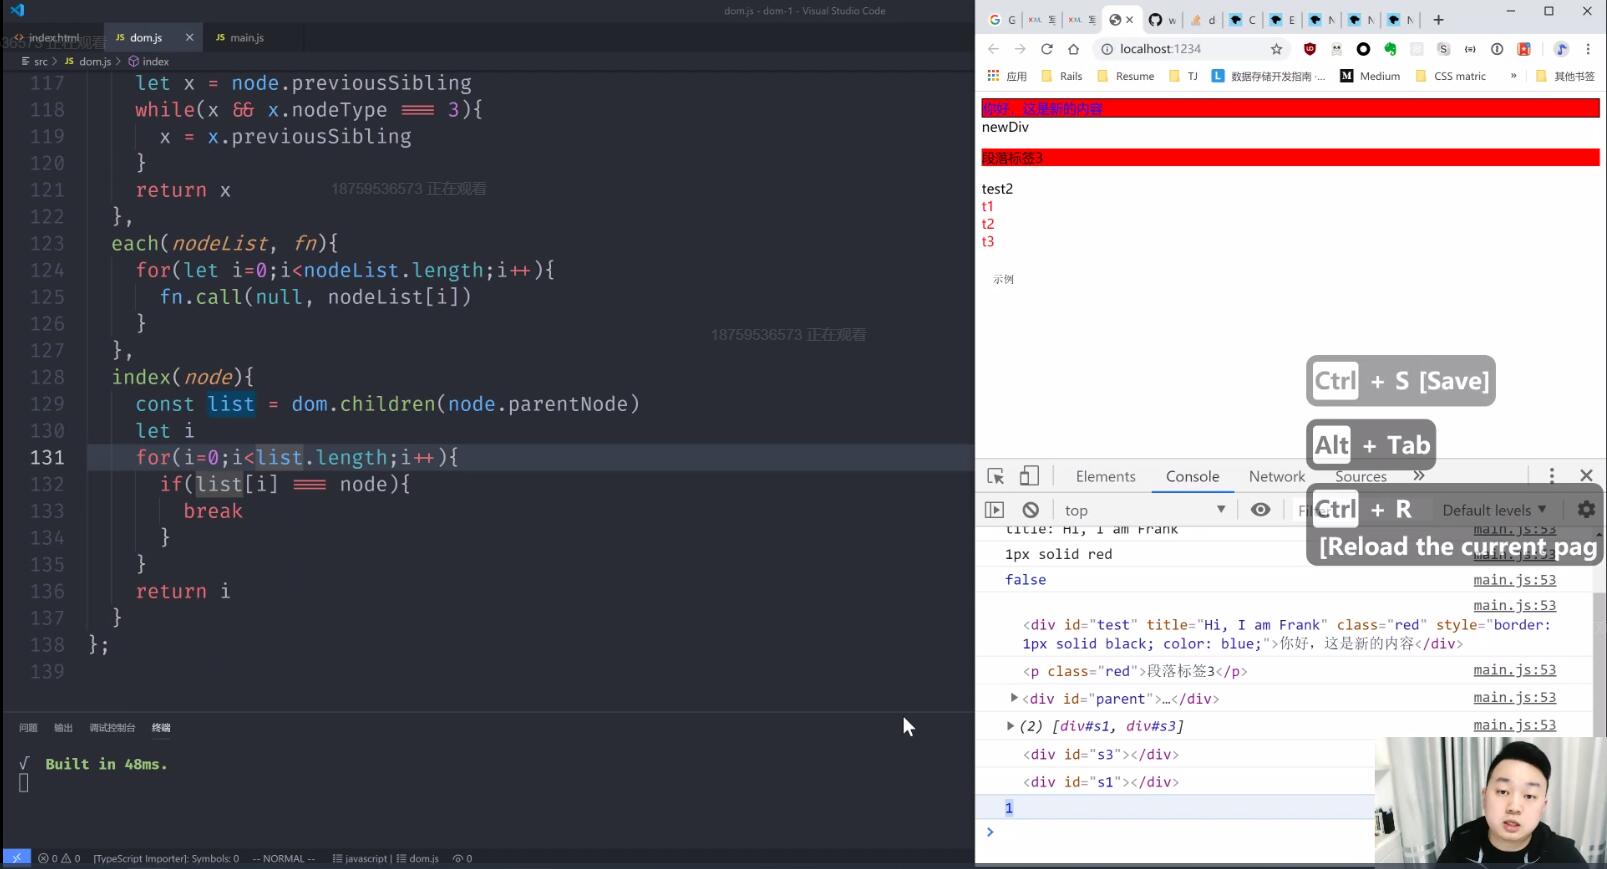 dom.js - dom-1 - Visual Studio Code
index.html
JS dom.js ×
JS main.js
36573 正在观看
src > JS dom.js > index
117 let x = node.previousSibling
118 while(x && x.nodeType === 3){
119 x = x.previousSibling
120 }
121 return x
18759536573 正在观看
122 },
123 each(nodeList, fn){
124 for(let i=0;i<nodeList.length;i++){
125 fn.call(null, nodeList[i])
126 }
18759536573 正在观看
127 },
128 index(node){
129 const list = dom.children(node.parentNode)
130 let i
131 for(i=0;i<list.length;i++){
132 if(list[i] === node){
133 break
134 }
135 }
136 return i
137 }
138 };
139
问题 输出 调试控制台 终端
√ Built in 48ms.
0 0 [TypeScript Importer]: Symbols: 0 -- NORMAL -- javascript | dom.js 0
localhost:1234
应用 Rails Resume TJ 数据存储开发指南 -... Medium CSS matric » 其他书签
你好，这是新的内容
newDiv
段落标签3
test2
t1
t2
t3
示例
Ctrl + S [Save]
Alt + Tab
Ctrl + R
[Reload the current pag
Elements Console Network Sources »
top Default levels
title: Hi, I am Frank main.js:53
1px solid red
false main.js:53
main.js:53
<div id="test" title="Hi, I am Frank" class="red" style="border:
1px solid black; color: blue;">你好，这是新的内容</div>
<p class="red">段落标签3</p> main.js:53
<div id="parent">…</div> main.js:53
(2) [div#s1, div#s3] main.js:53
<div id="s3"></div>
<div id="s1"></div>
1
>